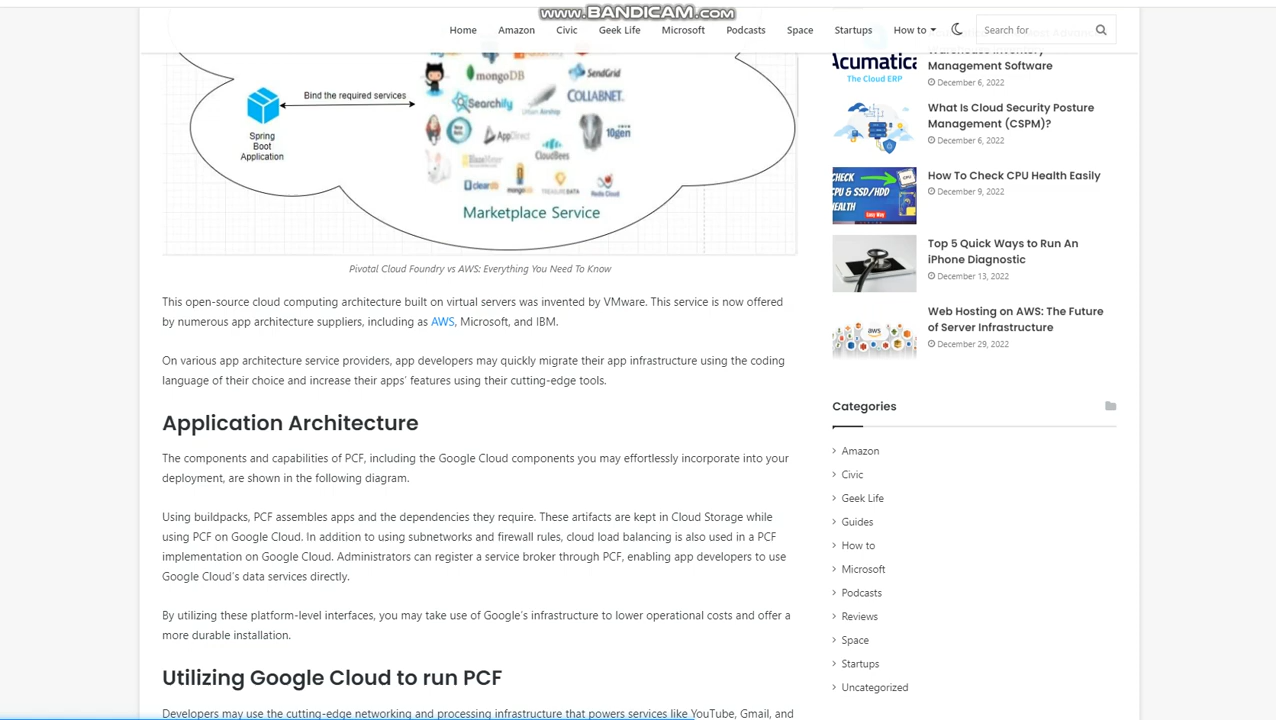 www.BANDICAM.com
Home Amazon Civic Geek Life Microsoft Podcasts Space Startups How to Search for
Bind the required services
Spring
Boot
Application
mongoDB
SendGrid
Searchify
COLLABNET.
AppDirect
10gen
CloudBees
BlazeMeter
cleardb
TREASURE DATA
Redis Cloud
Marketplace Service
Pivotal Cloud Foundry vs AWS: Everything You Need To Know
This open-source cloud computing architecture built on virtual servers was invented by VMware. This service is now offered
by numerous app architecture suppliers, including as AWS, Microsoft, and IBM.
On various app architecture service providers, app developers may quickly migrate their app infrastructure using the coding
language of their choice and increase their apps' features using their cutting-edge tools.
Application Architecture
The components and capabilities of PCF, including the Google Cloud components you may effortlessly incorporate into your
deployment, are shown in the following diagram.
Using buildpacks, PCF assembles apps and the dependencies they require. These artifacts are kept in Cloud Storage while
using PCF on Google Cloud. In addition to using subnetworks and firewall rules, cloud load balancing is also used in a PCF
implementation on Google Cloud. Administrators can register a service broker through PCF, enabling app developers to use
Google Cloud's data services directly.
By utilizing these platform-level interfaces, you may take use of Google's infrastructure to lower operational costs and offer a
more durable installation.
Utilizing Google Cloud to run PCF
Developers may use the cutting-edge networking and processing infrastructure that powers services like YouTube, Gmail, and
Acumatica
The Cloud ERP
Warehouse Inventory
Management Software
December 6, 2022
What Is Cloud Security Posture
Management (CSPM)?
December 6, 2022
CHECK
CPU & SSD/HDD
HEALTH
CPU
Easy Way
How To Check CPU Health Easily
December 9, 2022
Top 5 Quick Ways to Run An
iPhone Diagnostic
December 13, 2022
aws
Web Hosting on AWS: The Future
of Server Infrastructure
December 29, 2022
Categories
Amazon
Civic
Geek Life
Guides
How to
Microsoft
Podcasts
Reviews
Space
Startups
Uncategorized